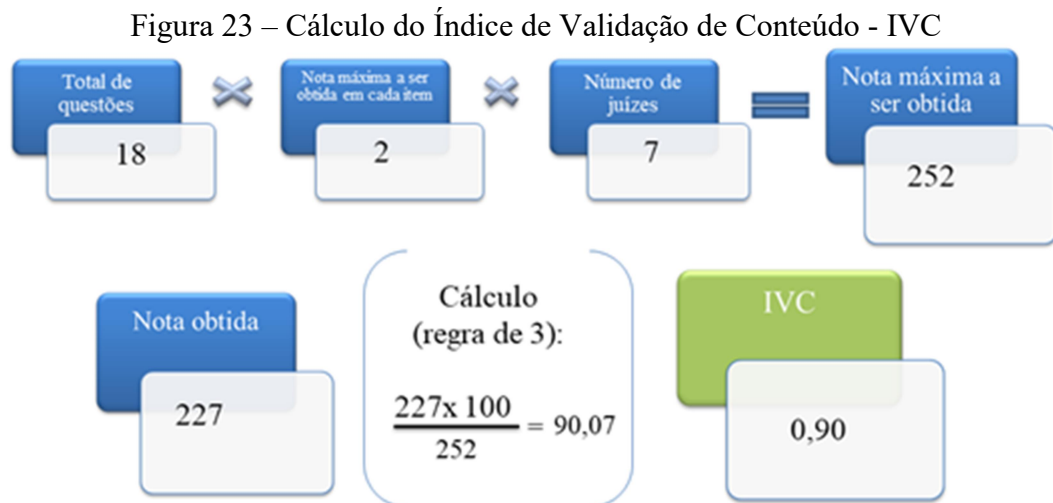 Figura 23 – Cálculo do Índice de Validação de Conteúdo - IVC
Total de
questões
18
Nota máxima a ser
obtida em cada item
2
Número de
juízes
7
Nota máxima a
ser obtida
252
Nota obtida
227
Cálculo
(regra de 3):
227x 100
252
= 90,07
IVC
0,90